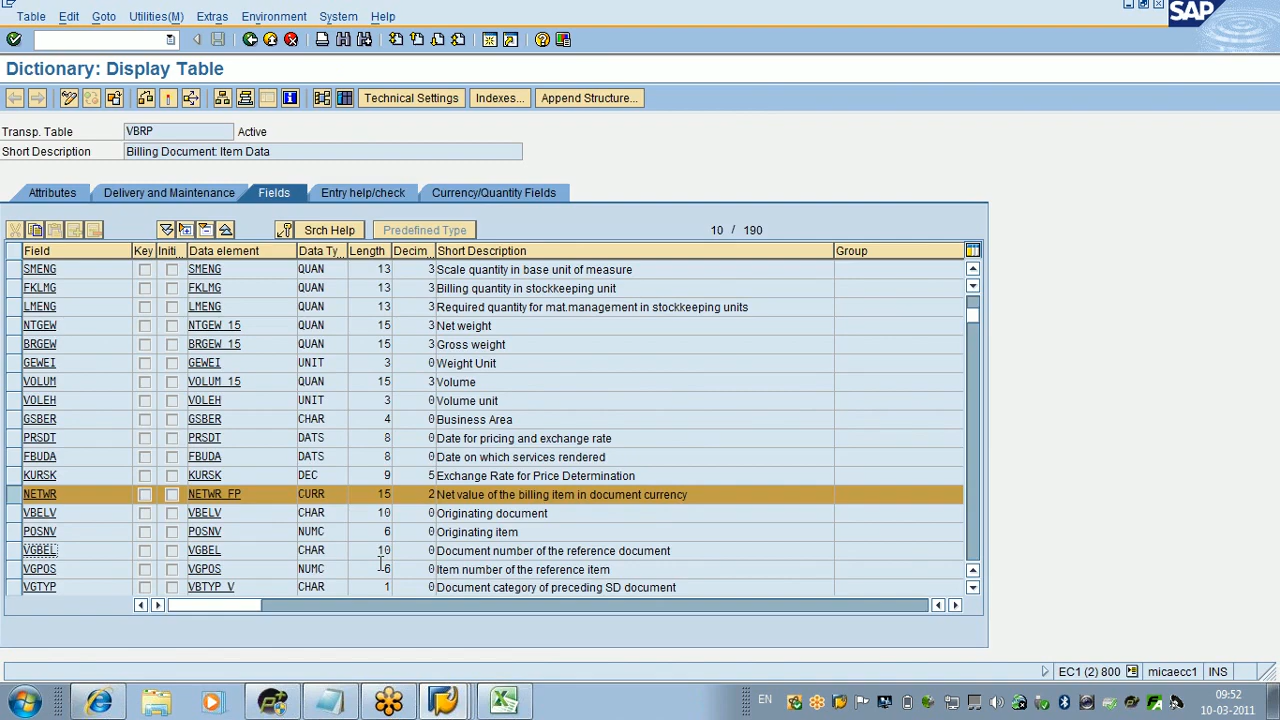 Table Edit Goto Utilities(M) Extras Environment System Help
SAP
Dictionary: Display Table
Technical Settings Indexes... Append Structure...
Transp. Table VBRP Active
Short Description Billing Document: Item Data
Attributes Delivery and Maintenance Fields Entry help/check Currency/Quantity Fields
Srch Help Predefined Type 10 / 190
Field Key Initi... Data element Data Ty... Length Decim... Short Description Group
SMENG SMENG QUAN 13 3 Scale quantity in base unit of measure
FKLMG FKLMG QUAN 13 3 Billing quantity in stockkeeping unit
LMENG LMENG QUAN 13 3 Required quantity for mat.management in stockkeeping units
NTGEW NTGEW_15 QUAN 15 3 Net weight
BRGEW BRGEW_15 QUAN 15 3 Gross weight
GEWEI GEWEI UNIT 3 0 Weight Unit
VOLUM VOLUM_15 QUAN 15 3 Volume
VOLEH VOLEH UNIT 3 0 Volume unit
GSBER GSBER CHAR 4 0 Business Area
PRSDT PRSDT DATS 8 0 Date for pricing and exchange rate
FBUDA FBUDA DATS 8 0 Date on which services rendered
KURSK KURSK DEC 9 5 Exchange Rate for Price Determination
NETWR NETWR_FP CURR 15 2 Net value of the billing item in document currency
VBELV VBELV CHAR 10 0 Originating document
POSNV POSNV NUMC 6 0 Originating item
VGBEL VGBEL CHAR 10 0 Document number of the reference document
VGPOS VGPOS NUMC 6 0 Item number of the reference item
VGTYP VBTYP_V CHAR 1 0 Document category of preceding SD document
EC1 (2) 800 micaecc1 INS
EN 09:52
10-03-2011